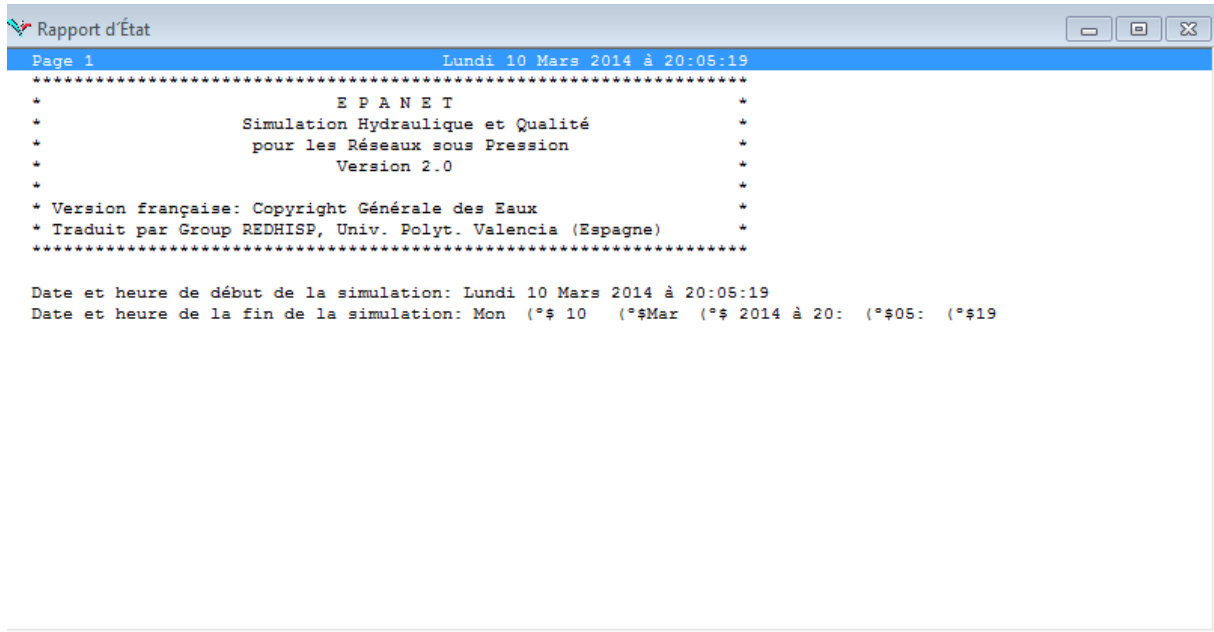 Rapport d´État
Page 1 Lundi 10 Mars 2014 à 20:05:19
**********************************************************************
* E P A N E T *
* Simulation Hydraulique et Qualité *
* pour les Réseaux sous Pression *
* Version 2.0 *
* *
* Version française: Copyright Générale des Eaux *
* Traduit par Group REDHISP, Univ. Polyt. Valencia (Espagne) *
**********************************************************************
Date et heure de début de la simulation: Lundi 10 Mars 2014 à 20:05:19
Date et heure de la fin de la simulation: Mon (°$ 10 (°$Mar (°$ 2014 à 20: (°$05: (°$19